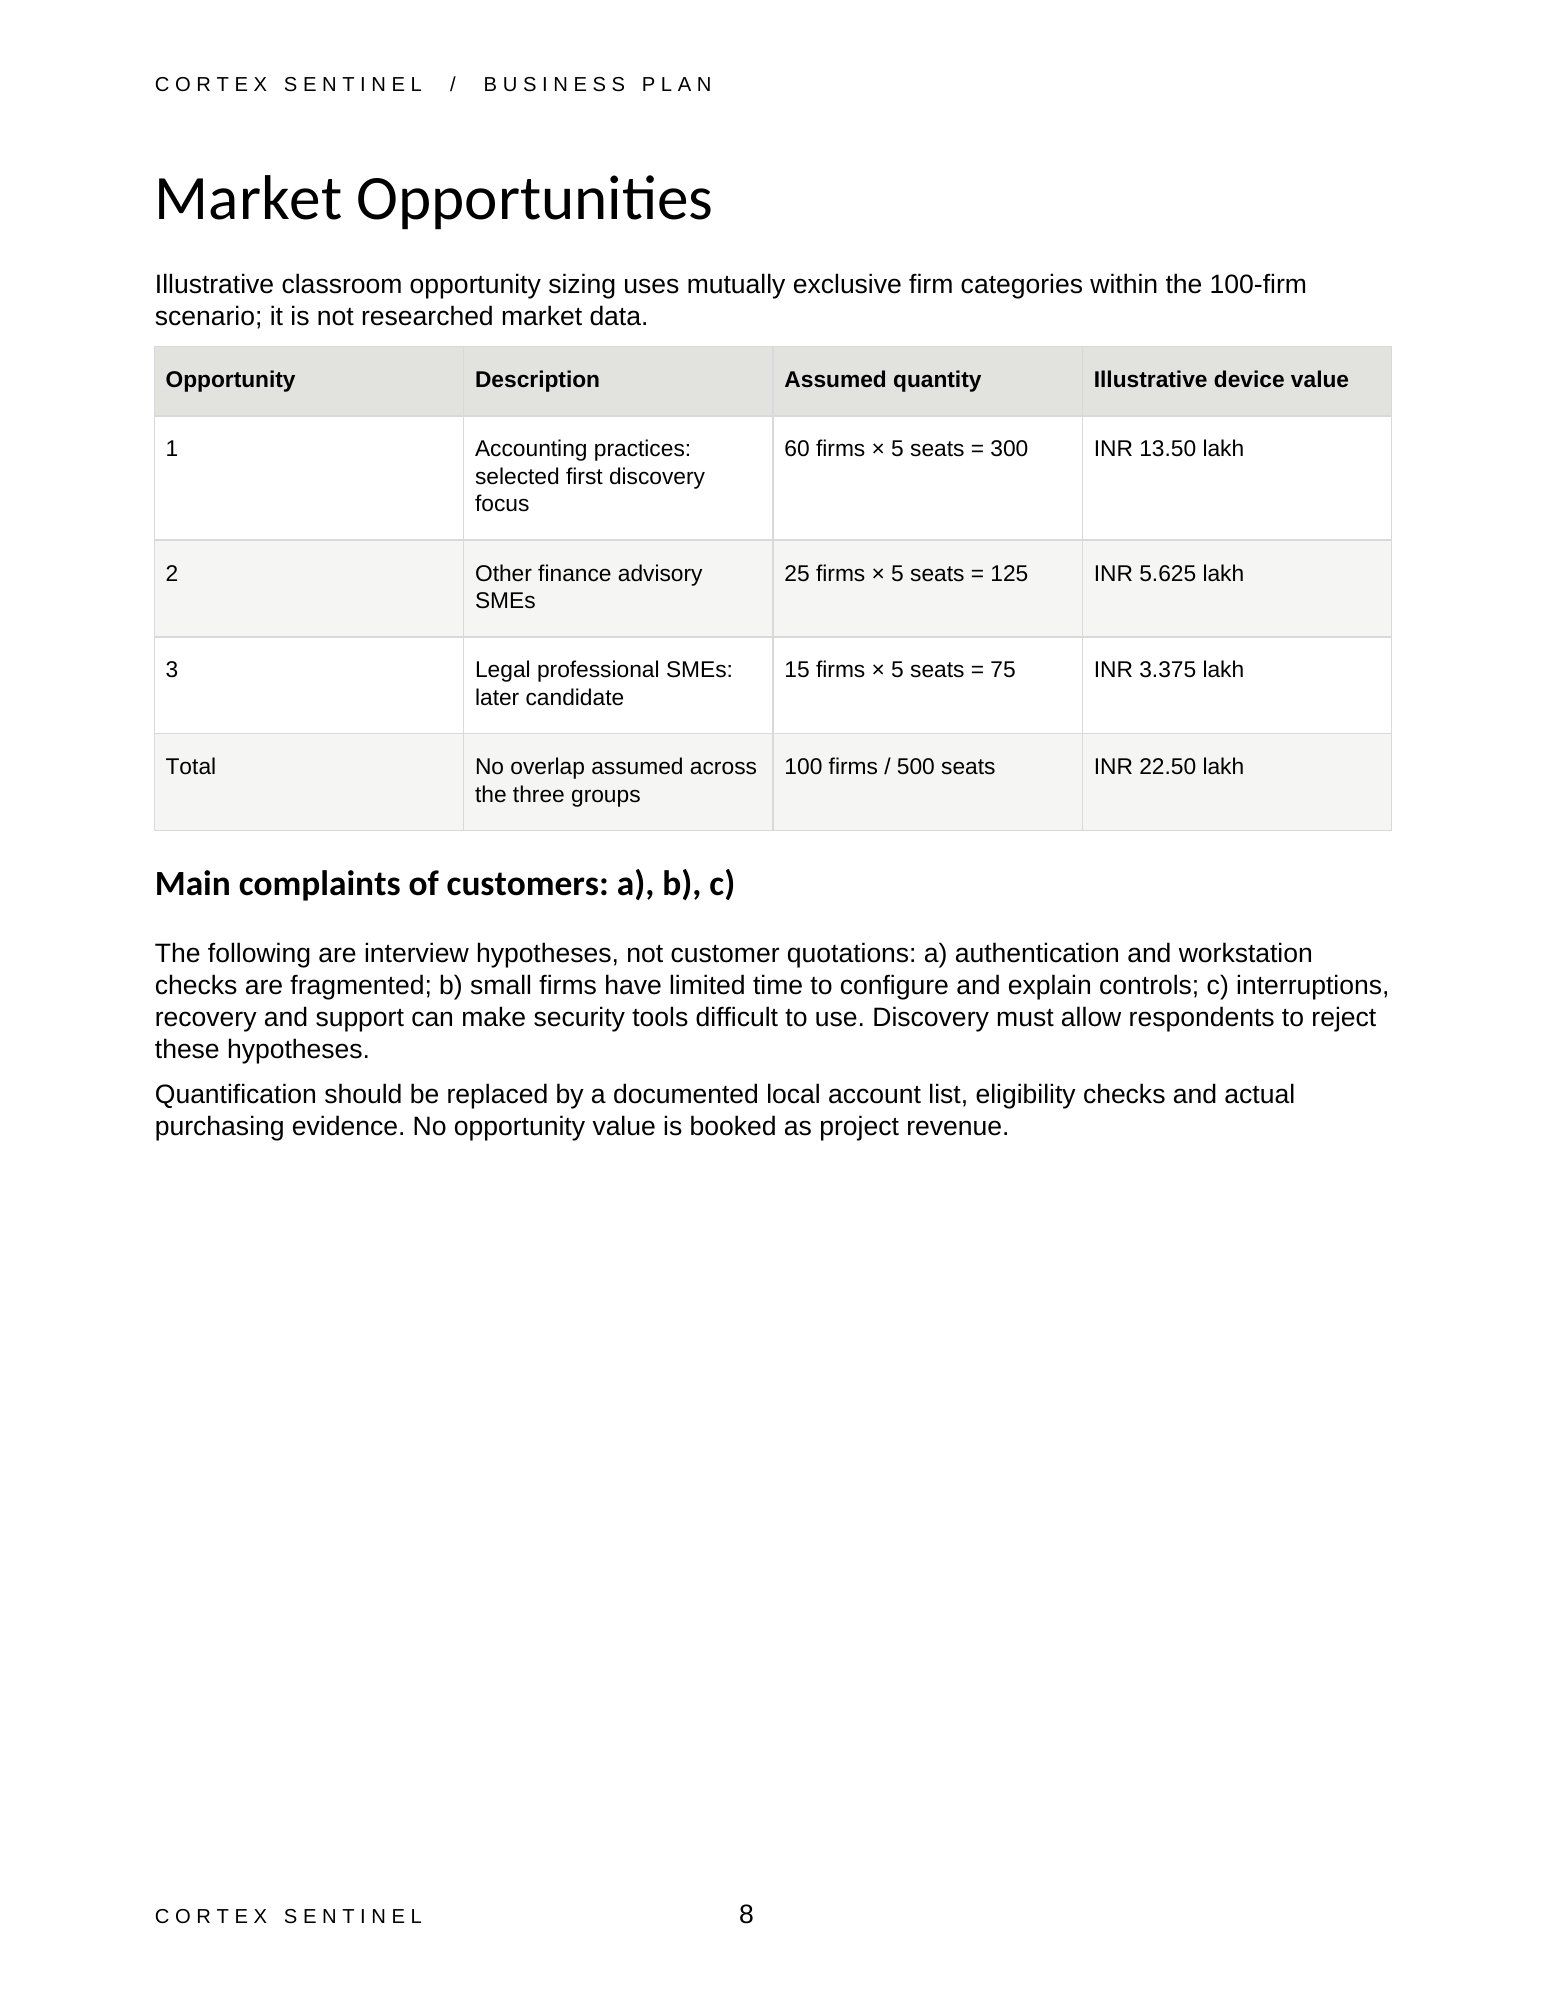 CORTEX SENTINEL / BUSINESS PLAN
Market Opportunities
Illustrative classroom opportunity sizing uses mutually exclusive firm categories within the 100-firm
scenario; it is not researched market data.
Opportunity Description Assumed quantity Illustrative device value
1 Accounting practices: 60 firms × 5 seats = 300 INR 13.50 lakh
selected first discovery
focus
2 Other finance advisory 25 firms × 5 seats = 125 INR 5.625 lakh
SMEs
3 Legal professional SMEs: 15 firms × 5 seats = 75 INR 3.375 lakh
later candidate
Total No overlap assumed across 100 firms / 500 seats INR 22.50 lakh
the three groups
Main complaints of customers: a), b), c)
The following are interview hypotheses, not customer quotations: a) authentication and workstation
checks are fragmented; b) small firms have limited time to configure and explain controls; c) interruptions,
recovery and support can make security tools difficult to use. Discovery must allow respondents to reject
these hypotheses.
Quantification should be replaced by a documented local account list, eligibility checks and actual
purchasing evidence. No opportunity value is booked as project revenue.
CORTEX SENTINEL 8